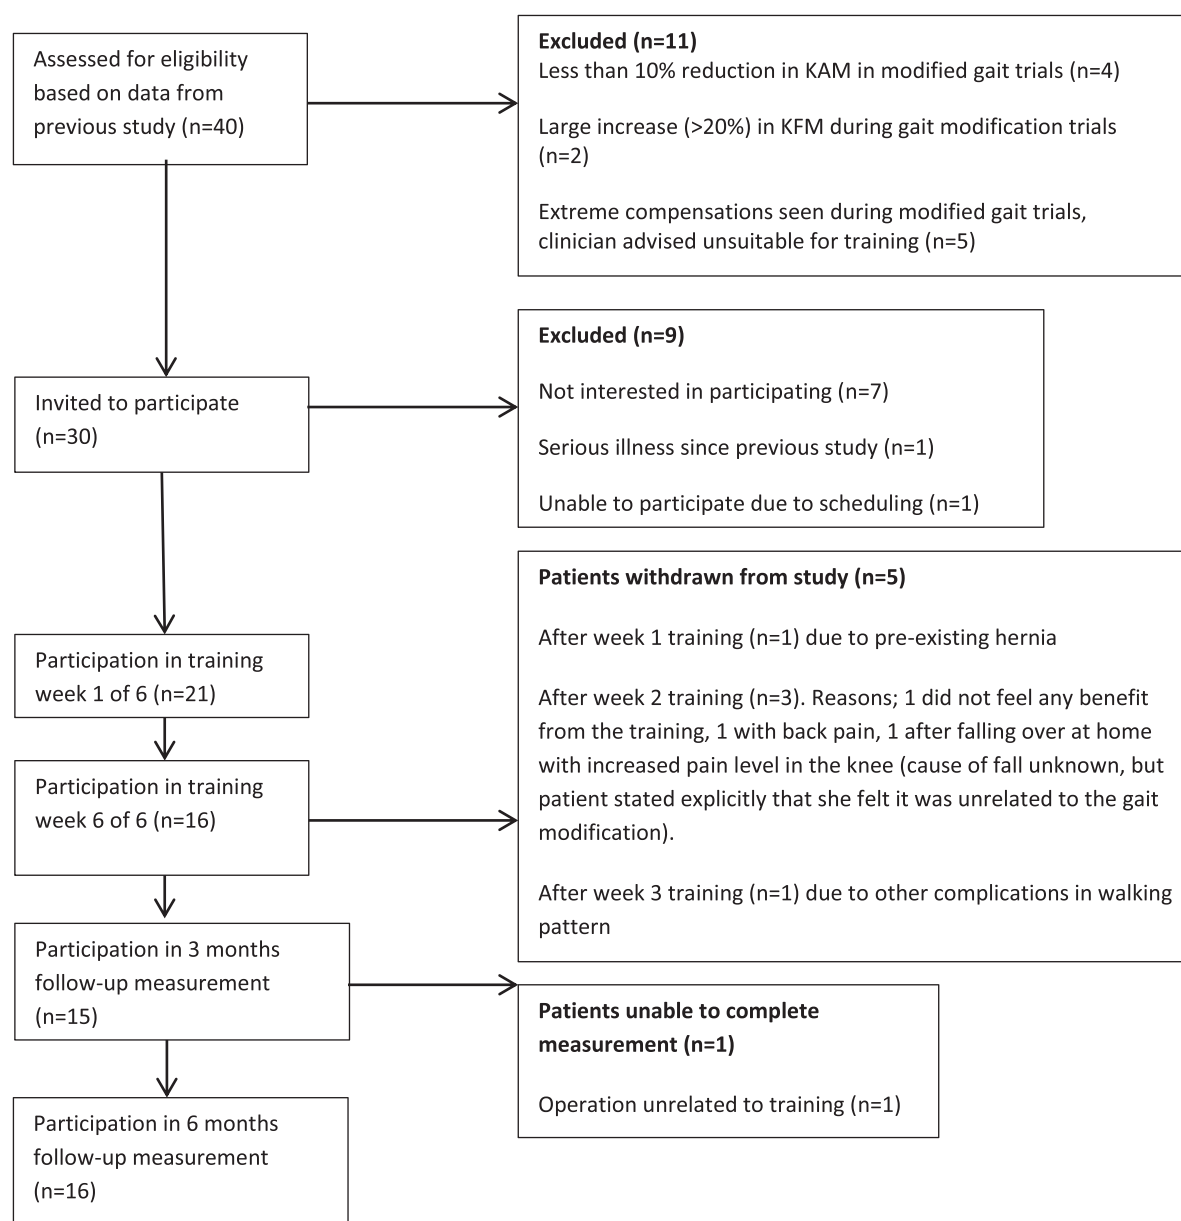 Assessed for eligibility
based on data from
previous study (n=40)
Excluded (n=11)
Less than 10% reduction in KAM in modified gait trials (n=4)
Large increase (>20%) in KFM during gait modification trials
(n=2)
Extreme compensations seen during modified gait trials,
clinician advised unsuitable for training (n=5)
Invited to participate
(n=30)
Excluded (n=9)
Not interested in participating (n=7)
Serious illness since previous study (n=1)
Unable to participate due to scheduling (n=1)
Participation in training
week 1 of 6 (n=21)
Participation in training
week 6 of 6 (n=16)
Patients withdrawn from study (n=5)
After week 1 training (n=1) due to pre-existing hernia
After week 2 training (n=3). Reasons; 1 did not feel any benefit
from the training, 1 with back pain, 1 after falling over at home
with increased pain level in the knee (cause of fall unknown, but
patient stated explicitly that she felt it was unrelated to the gait
modification).
After week 3 training (n=1) due to other complications in walking
pattern
Participation in 3 months
follow-up measurement
(n=15)
Patients unable to complete
measurement (n=1)
Operation unrelated to training (n=1)
Participation in 6 months
follow-up measurement
(n=16)